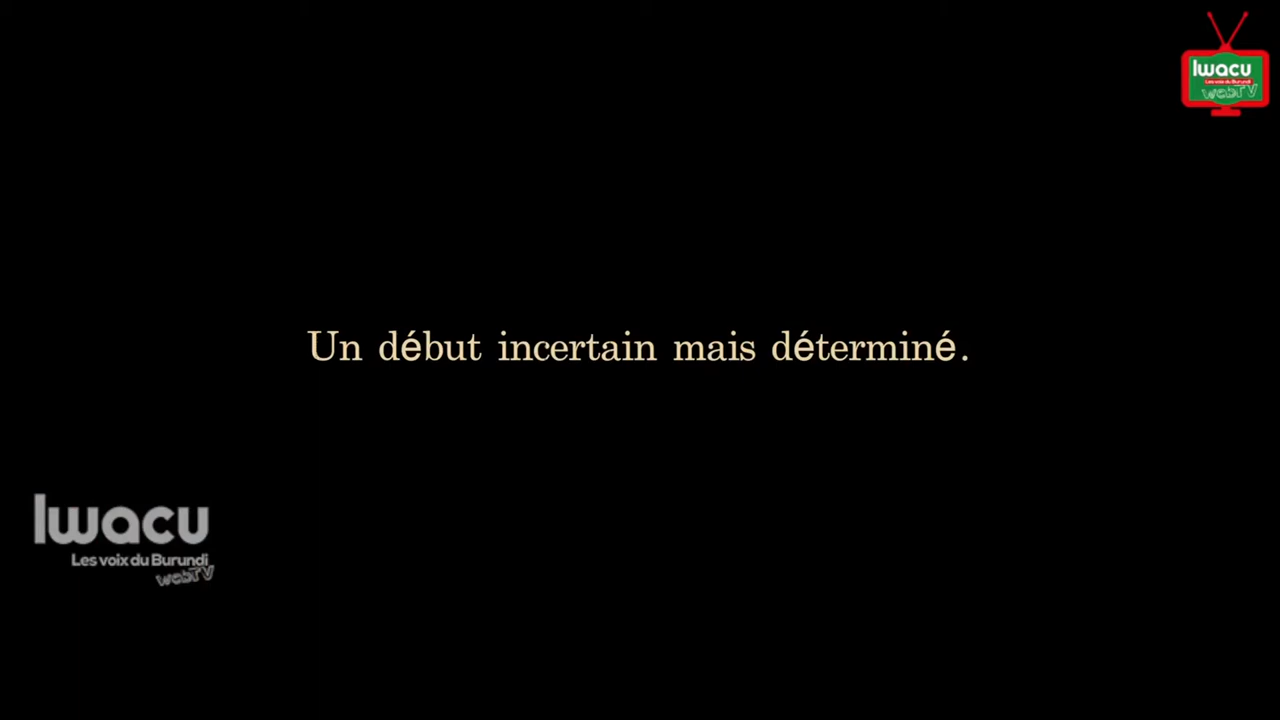 Iwacu
Les voix du Burundi
webTV
Un début incertain mais déterminé.
Iwacu
Les voix du Burundi
webTV